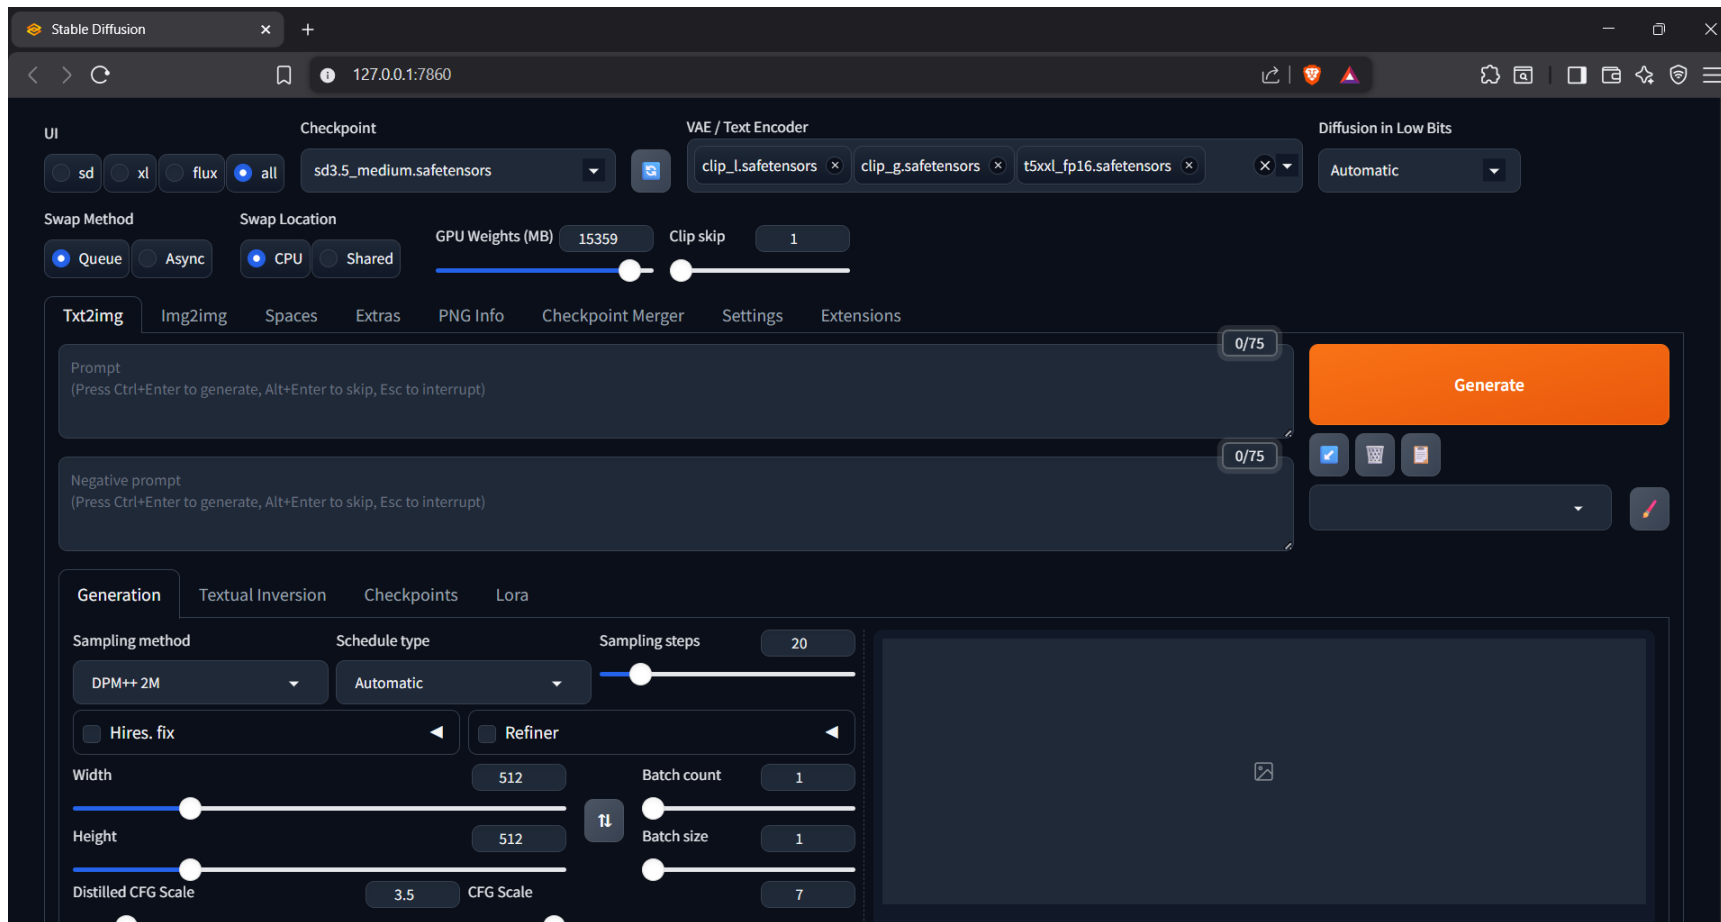 Stable Diffusion
127.0.0.1:7860
UI
sd
xl
flux
all
Checkpoint
sd3.5_medium.safetensors
VAE / Text Encoder
clip_l.safetensors
clip_g.safetensors
t5xxl_fp16.safetensors
Diffusion in Low Bits
Automatic
Swap Method
Queue
Async
Swap Location
CPU
Shared
GPU Weights (MB)
15359
Clip skip
1
Txt2img
Img2img
Spaces
Extras
PNG Info
Checkpoint Merger
Settings
Extensions
0/75
Prompt
(Press Ctrl+Enter to generate, Alt+Enter to skip, Esc to interrupt)
Generate
0/75
Negative prompt
(Press Ctrl+Enter to generate, Alt+Enter to skip, Esc to interrupt)
Generation
Textual Inversion
Checkpoints
Lora
Sampling method
DPM++ 2M
Schedule type
Automatic
Sampling steps
20
Hires. fix
Refiner
Width
512
Batch count
1
Height
512
Batch size
1
Distilled CFG Scale
3.5
CFG Scale
7